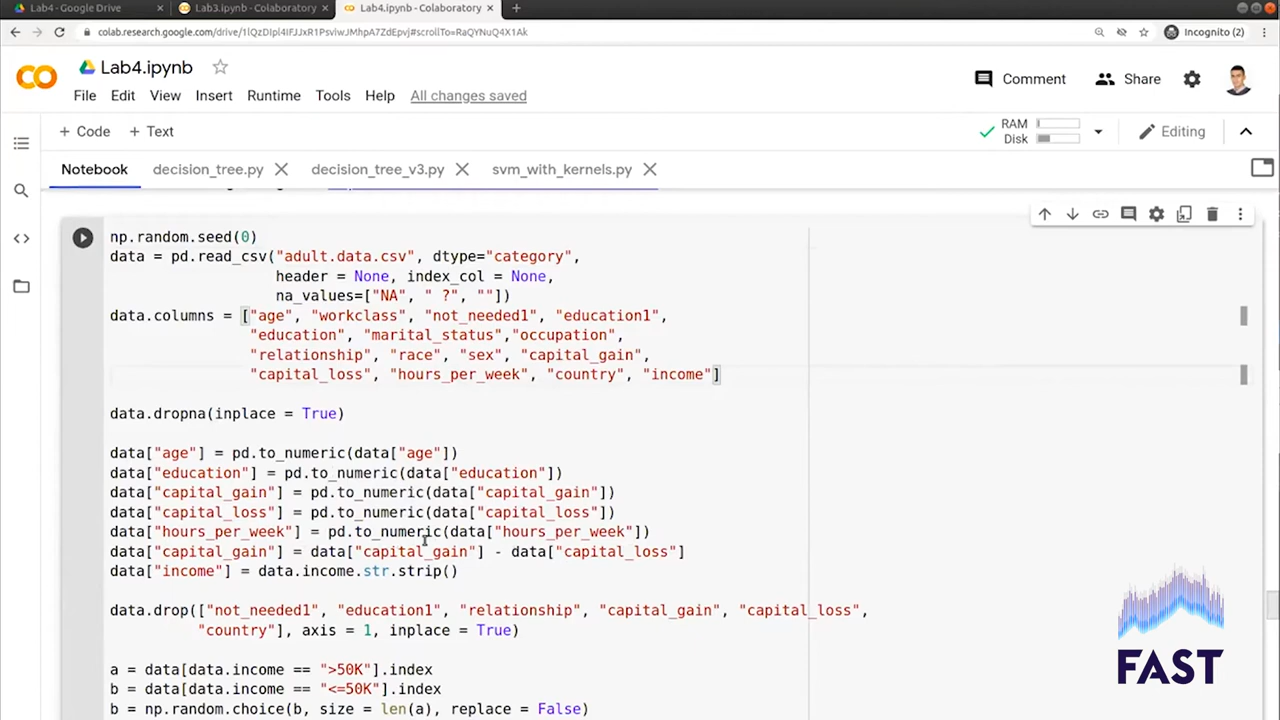 Lab4 - Google Drive
Lab3.ipynb - Colaboratory
Lab4.ipynb - Colaboratory
colab.research.google.com/drive/1lQzDIpl4IFJJxR1PsviwJMhpA7ZdEpvj#scrollTo=RaQYNuQ4X1Ak
Incognito (2)
Lab4.ipynb
Comment
Share
File Edit View Insert Runtime Tools Help All changes saved
+ Code + Text
RAM
Disk
Editing
Notebook decision_tree.py decision_tree_v3.py svm_with_kernels.py
np.random.seed(0)
data = pd.read_csv("adult.data.csv", dtype="category",
header = None, index_col = None,
na_values=["NA", " ?", ""])
data.columns = ["age", "workclass", "not_needed1", "education1",
"education", "marital_status","occupation",
"relationship", "race", "sex", "capital_gain",
"capital_loss", "hours_per_week", "country", "income"]
data.dropna(inplace = True)
data["age"] = pd.to_numeric(data["age"])
data["education"] = pd.to_numeric(data["education"])
data["capital_gain"] = pd.to_numeric(data["capital_gain"])
data["capital_loss"] = pd.to_numeric(data["capital_loss"])
data["hours_per_week"] = pd.to_numeric(data["hours_per_week"])
data["capital_gain"] = data["capital_gain"] - data["capital_loss"]
data["income"] = data.income.str.strip()
data.drop(["not_needed1", "education1", "relationship", "capital_gain", "capital_loss",
"country"], axis = 1, inplace = True)
a = data[data.income == ">50K"].index
b = data[data.income == "<=50K"].index
b = np.random.choice(b, size = len(a), replace = False)
FAST